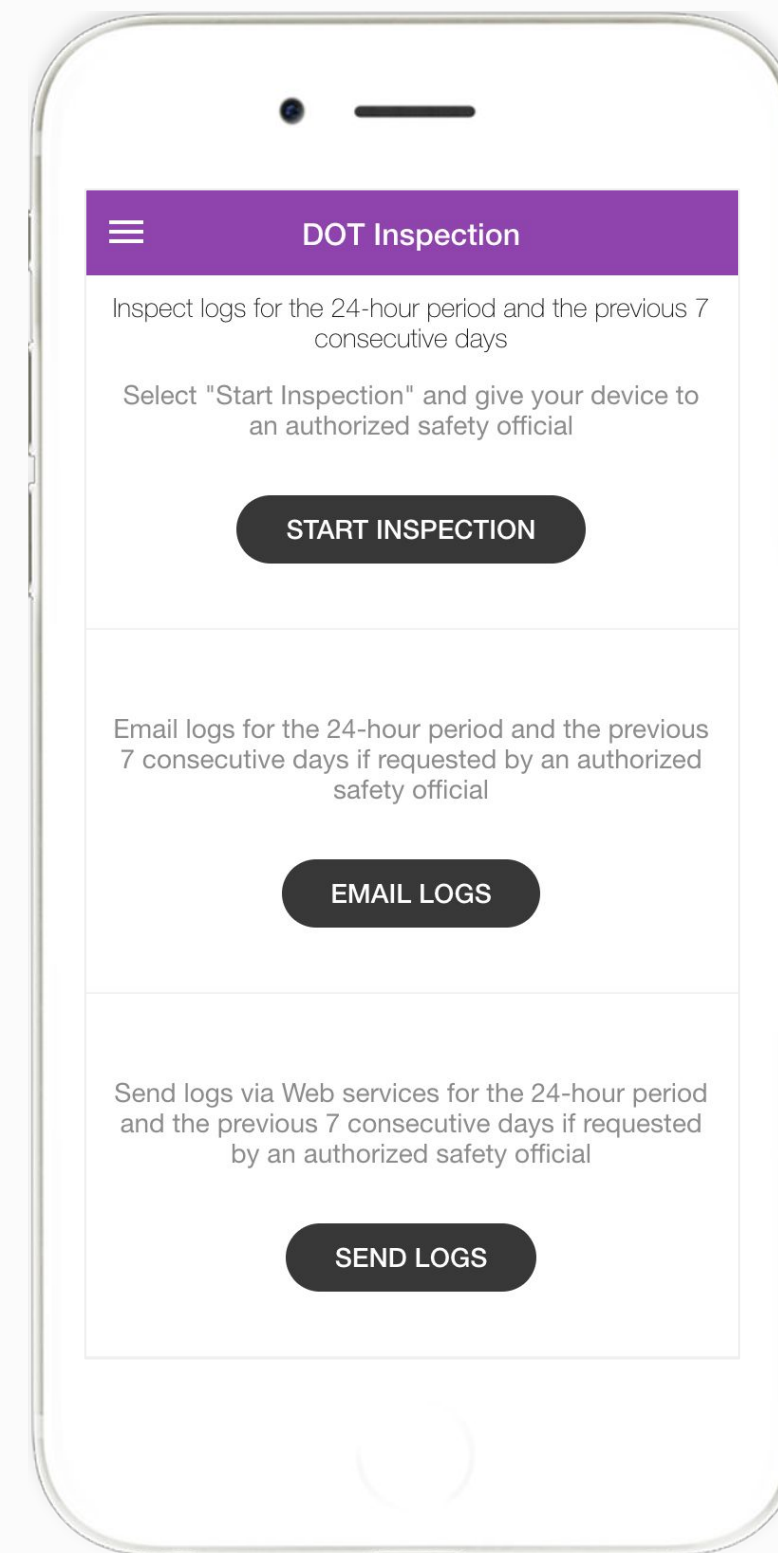 DOT Inspection
Inspect logs for the 24-hour period and the previous 7
consecutive days
Select "Start Inspection" and give your device to
an authorized safety official
START INSPECTION
Email logs for the 24-hour period and the previous
7 consecutive days if requested by an authorized
safety official
EMAIL LOGS
Send logs via Web services for the 24-hour period
and the previous 7 consecutive days if requested
by an authorized safety official
SEND LOGS